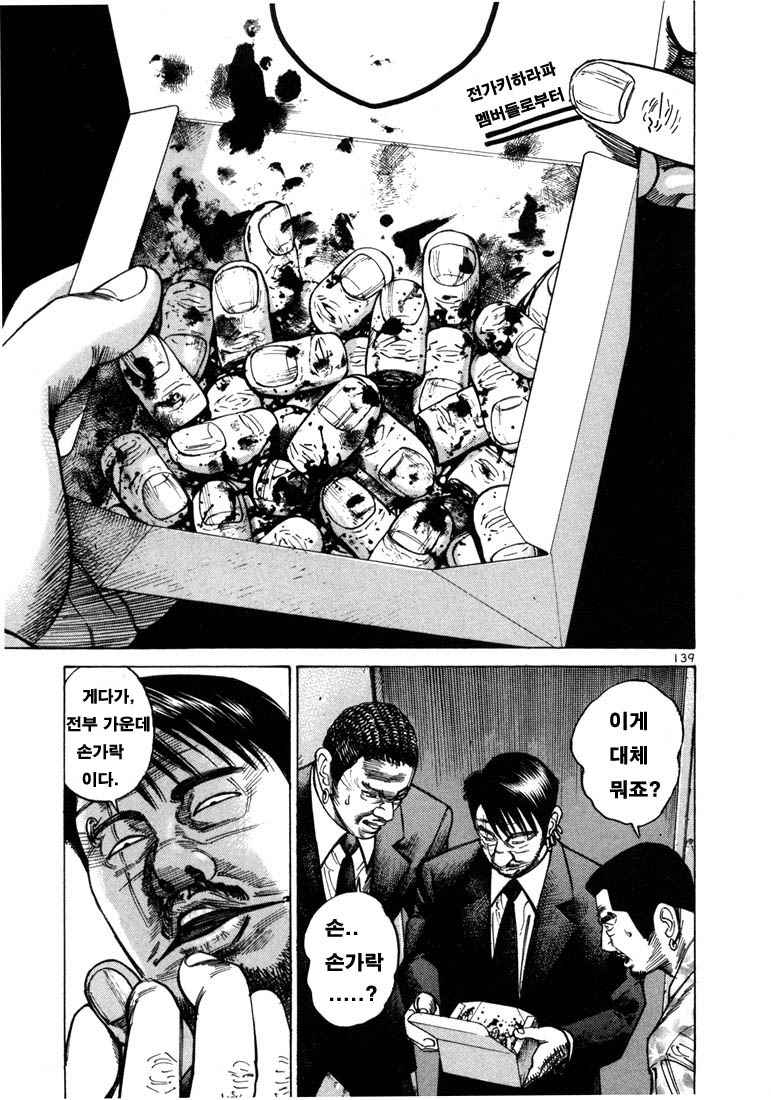 전가키하라파
멤버들로부터
139
이게
대체
뭐죠?
손..
손가락
.....?
게다가,
전부 가운데
손가락
이다.